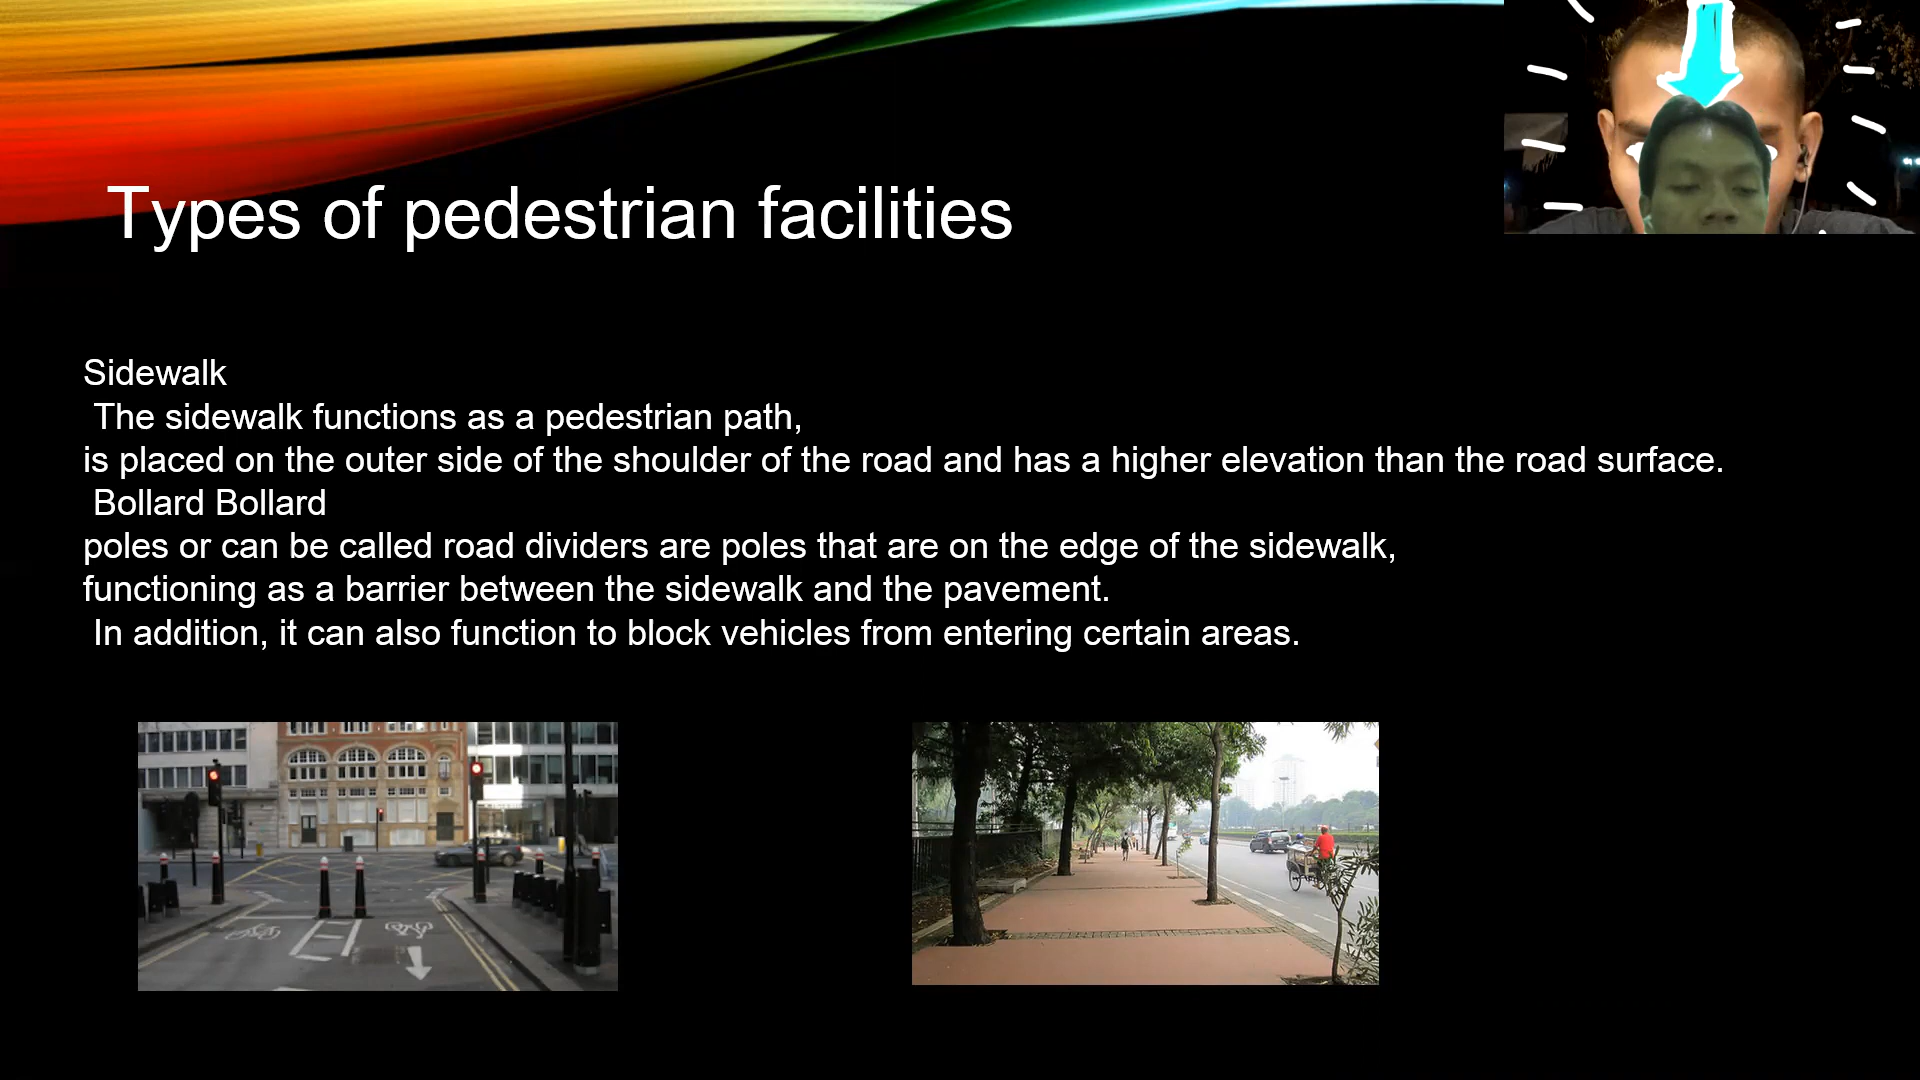 Types of pedestrian facilities
Sidewalk
The sidewalk functions as a pedestrian path,
is placed on the outer side of the shoulder of the road and has a higher elevation than the road surface.
Bollard Bollard
poles or can be called road dividers are poles that are on the edge of the sidewalk,
functioning as a barrier between the sidewalk and the pavement.
In addition, it can also function to block vehicles from entering certain areas.